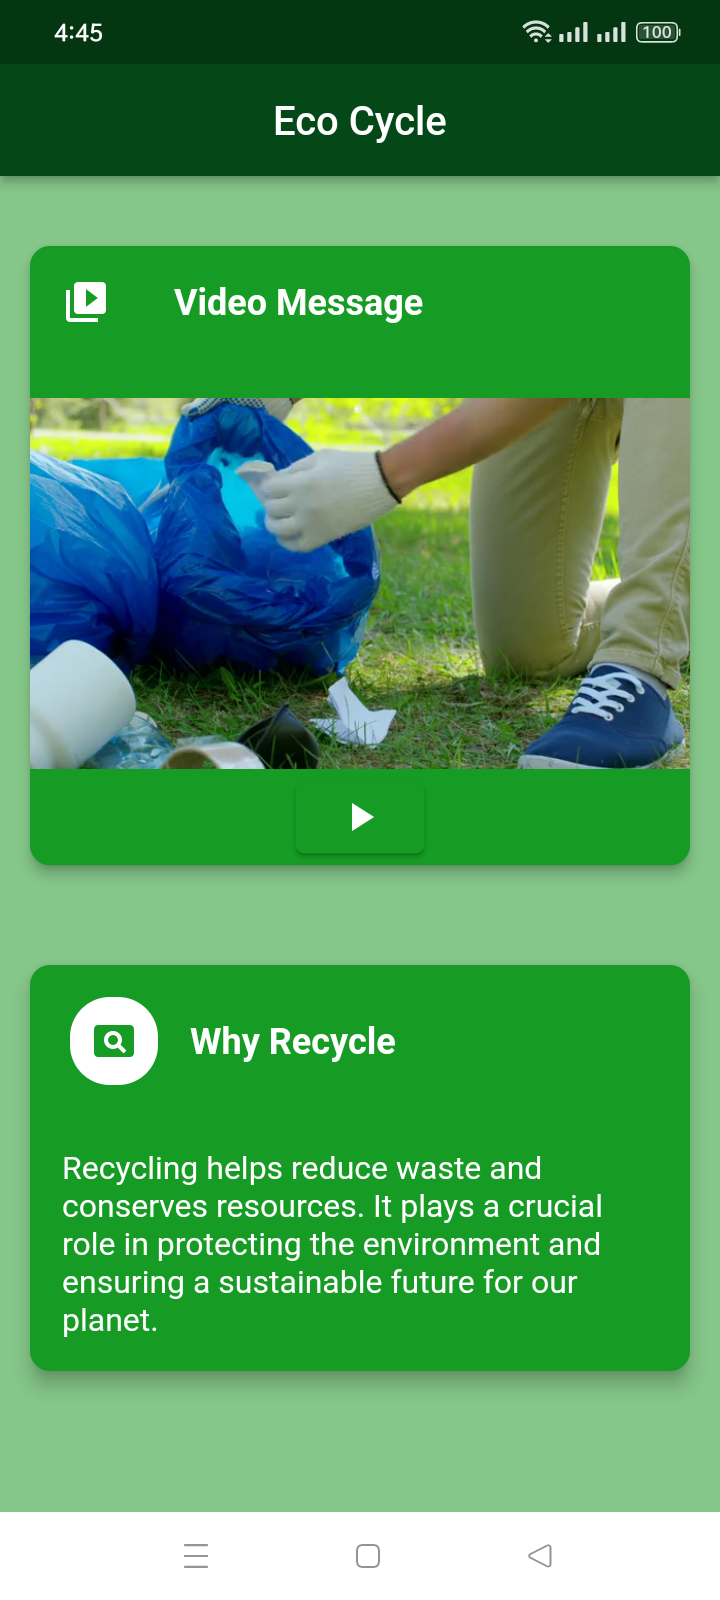 4:45
100
Eco Cycle
Video Message
Why Recycle
Recycling helps reduce waste and
conserves resources. It plays a crucial
role in protecting the environment and
ensuring a sustainable future for our
planet.